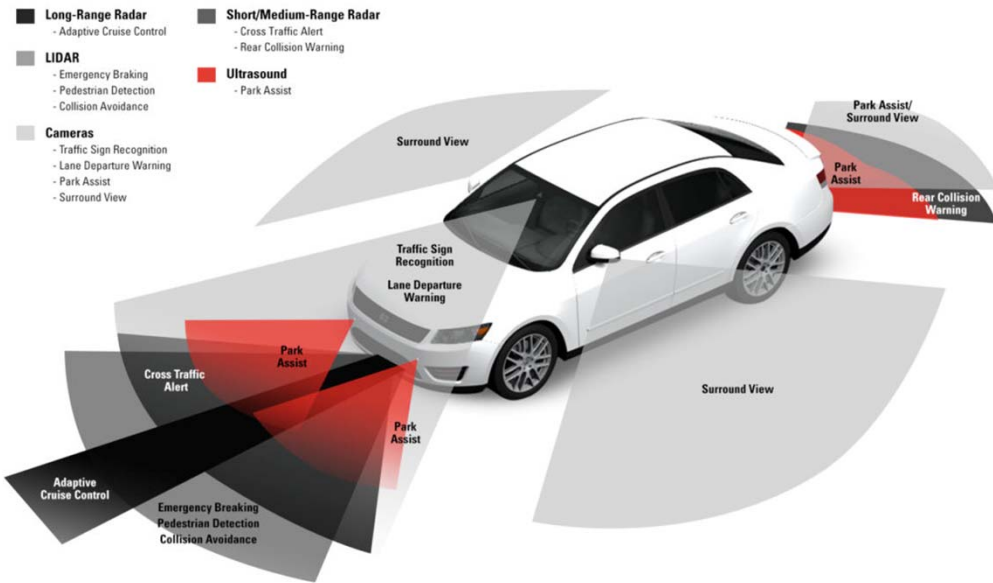 Long-Range Radar
- Adaptive Cruise Control
LIDAR
- Emergency Braking
- Pedestrian Detection
- Collision Avoidance
Cameras
- Traffic Sign Recognition
- Lane Departure Warning
- Park Assist
- Surround View
Short/Medium-Range Radar
- Cross Traffic Alert
- Rear Collision Warning
Ultrasound
- Park Assist
Surround View
Park Assist/
Surround View
Park
Assist
Rear Collision
Warning
Traffic Sign
Recognition
Lane Departure
Warning
Park
Assist
Cross Traffic
Alert
Park
Assist
Surround View
Adaptive
Cruise Control
Emergency Breaking
Pedestrian Detection
Collision Avoidance